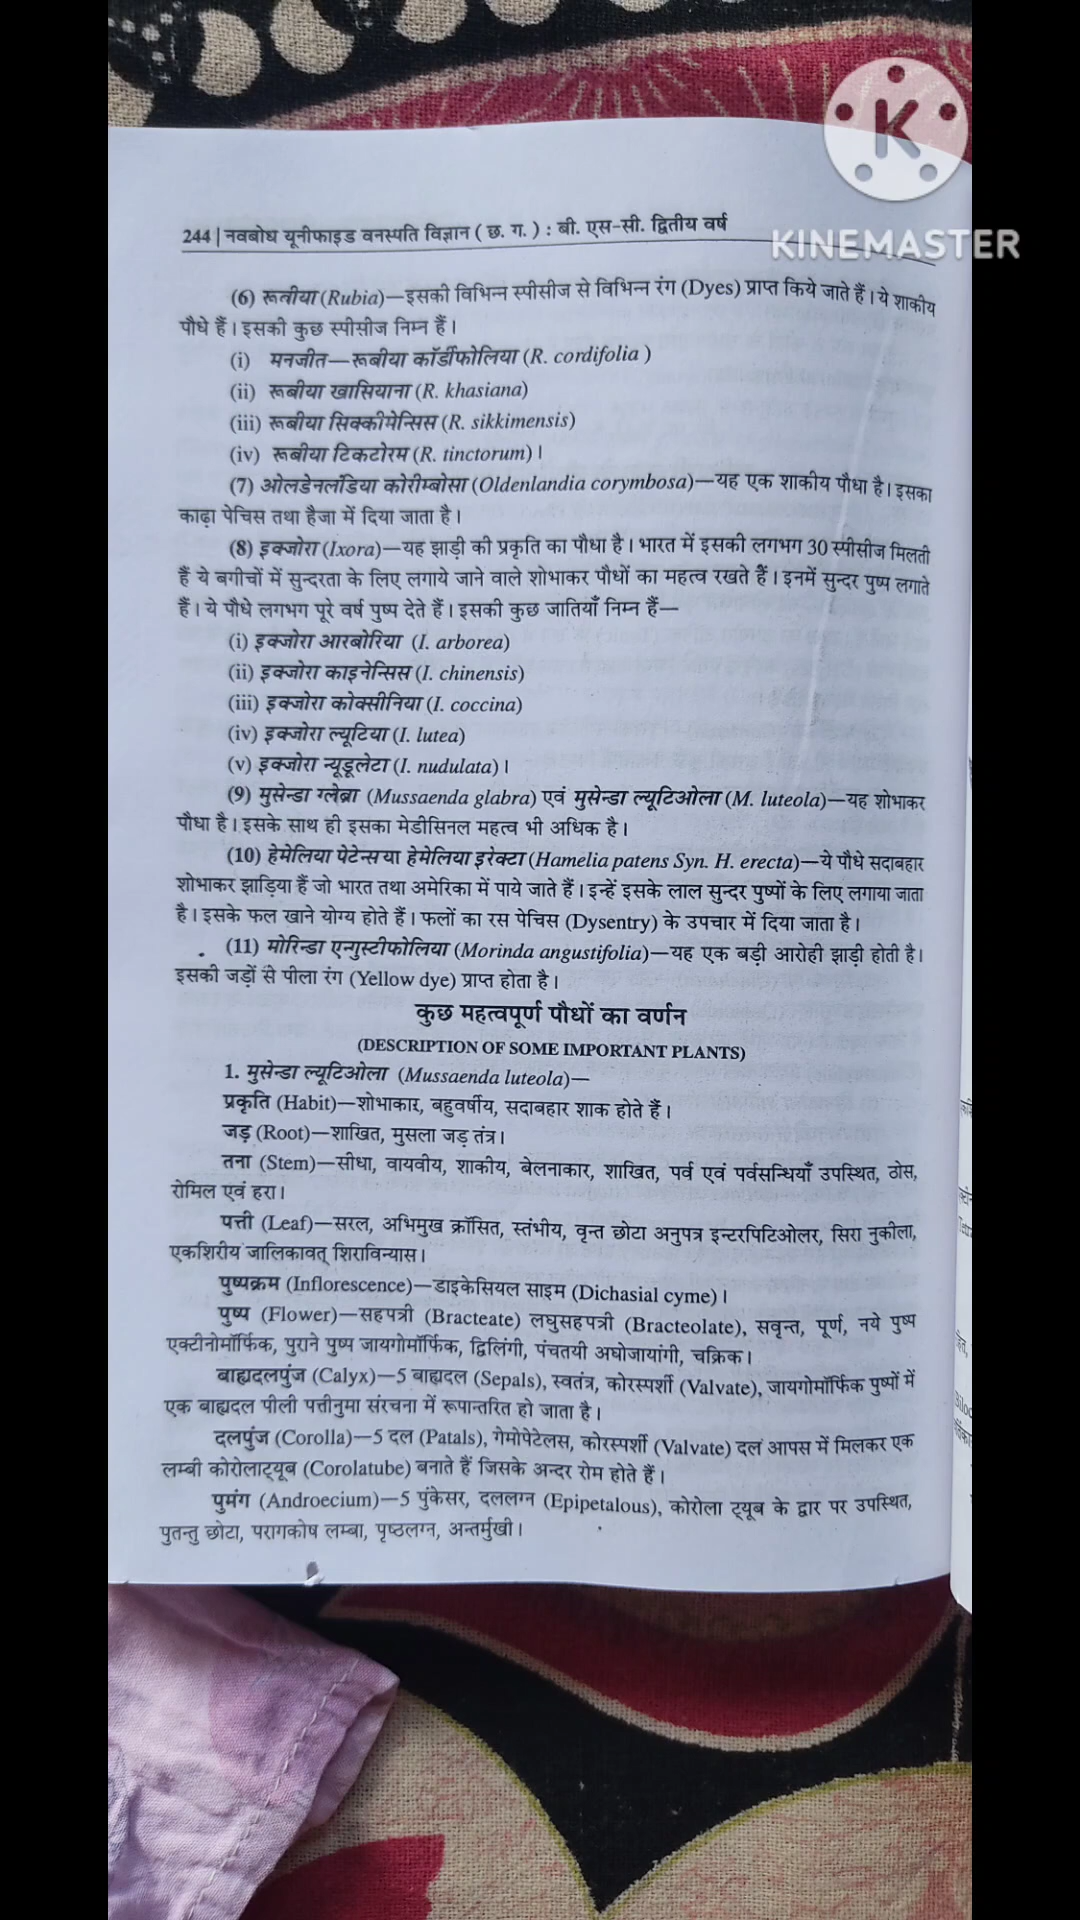 K
KINEMASTER
244 | नवबोध यूनीफाइड वनस्पति विज्ञान ( छ. ग. ) : बी. एस-सी. द्वितीय वर्ष
(6) रूबीया (Rubia)—इसकी विभिन्न स्पीसीज से विभिन्न रंग (Dyes) प्राप्त किये जाते हैं। ये शाकीय
पौधे हैं। इसकी कुछ स्पीसीज निम्न हैं।
(i) मनजीत—रूबीया कॉर्डीफोलिया (R. cordifolia )
(ii) रूबीया खासियाना (R. khasiana)
(iii) रूबीया सिक्कीमेन्सिस (R. sikkimensis)
(iv) रूबीया टिकटोरम (R. tinctorum)।
(7) ओलडेनलंडिया कोरीम्बोसा (Oldenlandia corymbosa)—यह एक शाकीय पौधा है। इसका
काढ़ा पेचिस तथा हैजा में दिया जाता है।
(8) इक्जोरा (Ixora)—यह झाड़ी की प्रकृति का पौधा है। भारत में इसकी लगभग 30 स्पीसीज मिलती
हैं ये बगीचों में सुन्दरता के लिए लगाये जाने वाले शोभाकर पौधों का महत्व रखते हैं। इनमें सुन्दर पुष्प लगाते
हैं। ये पौधे लगभग पूरे वर्ष पुष्प देते हैं। इसकी कुछ जातियाँ निम्न हैं—
(i) इक्जोरा आरबोरिया (I. arborea)
(ii) इक्जोरा काइनेन्सिस (I. chinensis)
(iii) इक्जोरा कोक्सीनिया (I. coccina)
(iv) इक्जोरा ल्यूटिया (I. lutea)
(v) इक्जोरा न्यूडूलेटा (I. nudulata)।
(9) मुसेन्डा ग्लेब्रा (Mussaenda glabra) एवं मुसेन्डा ल्यूटिओला (M. luteola)—यह शोभाकर
पौधा है। इसके साथ ही इसका मेडीसिनल महत्व भी अधिक है।
(10) हेमेलिया पेटेन्स या हेमेलिया इरेक्टा (Hamelia patens Syn. H. erecta)—ये पौधे सदाबहार
शोभाकर झाड़िया हैं जो भारत तथा अमेरिका में पाये जाते हैं। इन्हें इसके लाल सुन्दर पुष्पों के लिए लगाया जाता
है। इसके फल खाने योग्य होते हैं। फलों का रस पेचिस (Dysentry) के उपचार में दिया जाता है।
(11) मोरिन्डा एन्गुस्टीफोलिया (Morinda angustifolia)—यह एक बड़ी आरोही झाड़ी होती है।
इसकी जड़ों से पीला रंग (Yellow dye) प्राप्त होता है।
कुछ महत्वपूर्ण पौधों का वर्णन
(DESCRIPTION OF SOME IMPORTANT PLANTS)
1. मुसेन्डा ल्यूटिओला (Mussaenda luteola)—
प्रकृति (Habit)—शोभाकार, बहुवर्षीय, सदाबहार शाक होते हैं।
जड़ (Root)—शाखित, मुसला जड़ तंत्र।
तना (Stem)—सीधा, वायवीय, शाकीय, बेलनाकार, शाखित, पर्व एवं पर्वसन्धियाँ उपस्थित, ठोस,
रोमिल एवं हरा।
पत्ती (Leaf)—सरल, अभिमुख क्रॉसित, स्तंभीय, वृन्त छोटा अनुपत्र इन्टरपिटिओलर, सिरा नुकीला,
एकशिरीय जालिकावत् शिराविन्यास।
पुष्पक्रम (Inflorescence)—डाइकेसियल साइम (Dichasial cyme)।
पुष्प (Flower)—सहपत्री (Bracteate) लघुसहपत्री (Bracteolate), सवृन्त, पूर्ण, नये पुष्प
एक्टीनोमॉर्फिक, पुराने पुष्प जायगोमॉर्फिक, द्विलिंगी, पंचतयी अघोजायांगी, चक्रिक।
बाह्यदलपुंज (Calyx)—5 बाह्यदल (Sepals), स्वतंत्र, कोरस्पर्शी (Valvate), जायगोमॉर्फिक पुष्पों में
एक बाह्यदल पीली पत्तीनुमा संरचना में रूपान्तरित हो जाता है।
दलपुंज (Corolla)—5 दल (Patals), गेमोपेटेलस, कोरस्पर्शी (Valvate) दल आपस में मिलकर एक
लम्बी कोरोलाट्यूब (Corolatube) बनाते हैं जिसके अन्दर रोम होते हैं।
पुमंग (Androecium)—5 पुंकेसर, दललग्न (Epipetalous), कोरोला ट्यूब के द्वार पर उपस्थित,
पुतन्तु छोटा, परागकोष लम्बा, पृष्ठलग्न, अन्तर्मुखी।